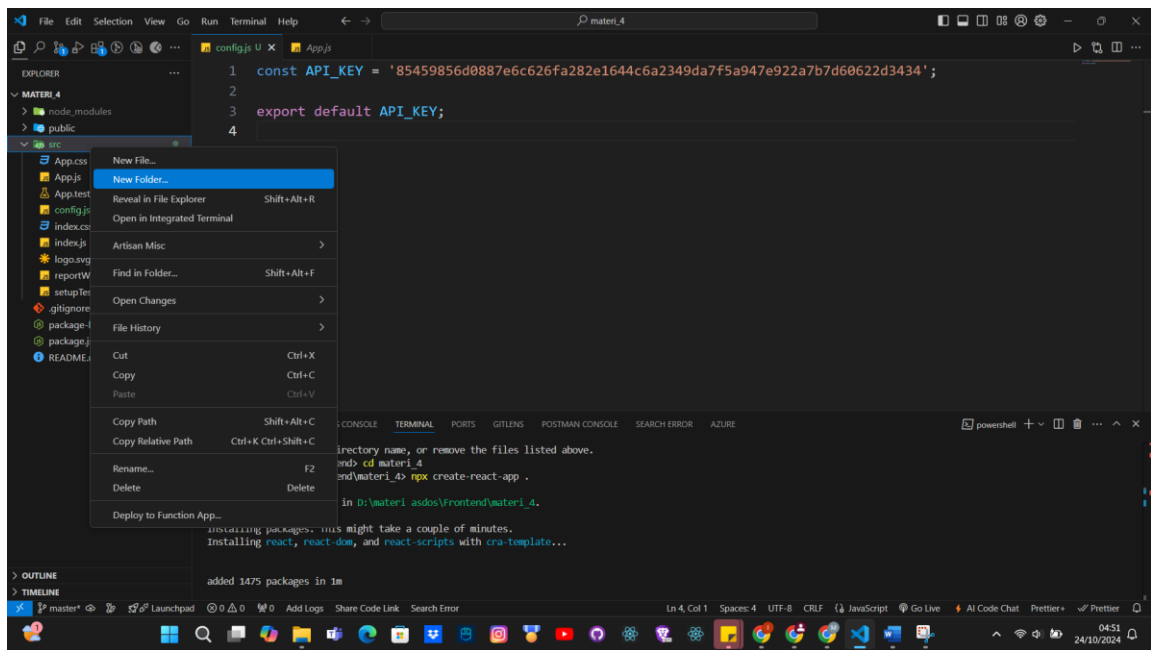 File Edit Selection View Go Run Terminal Help
materi_4
EXPLORER
config.js U
App.js
MATERI_4
node_modules
public
src
App.css
App.js
App.test
config.js
index.cs
index.js
logo.svg
reportW
setupTes
.gitignore
package-l
package.j
README.
OUTLINE
TIMELINE
1 const API_KEY = '85459856d0887e6c626fa282e1644c6a2349da7f5a947e922a7b7d60622d3434';
2
3 export default API_KEY;
4
New File...
New Folder...
Reveal in File Explorer Shift+Alt+R
Open in Integrated Terminal
Artisan Misc
Find in Folder... Shift+Alt+F
Open Changes
File History
Cut Ctrl+X
Copy Ctrl+C
Paste Ctrl+V
Copy Path Shift+Alt+C
Copy Relative Path Ctrl+K Ctrl+Shift+C
Rename... F2
Delete Delete
Deploy to Function App...
CONSOLE TERMINAL PORTS GITLENS POSTMAN CONSOLE SEARCH ERROR AZURE
powershell
irectory name, or remove the files listed above.
end> cd materi_4
end\materi_4> npx create-react-app .
in D:\materi asdos\Frontend\materi_4.
Installing packages. This might take a couple of minutes.
Installing react, react-dom, and react-scripts with cra-template...
added 1475 packages in 1m
master* Launchpad 0 0 0 Add Logs Share Code Link Search Error Ln 4, Col 1 Spaces: 4 UTF-8 CRLF JavaScript Go Live AI Code Chat Prettier+ Prettier
04:51
24/10/2024